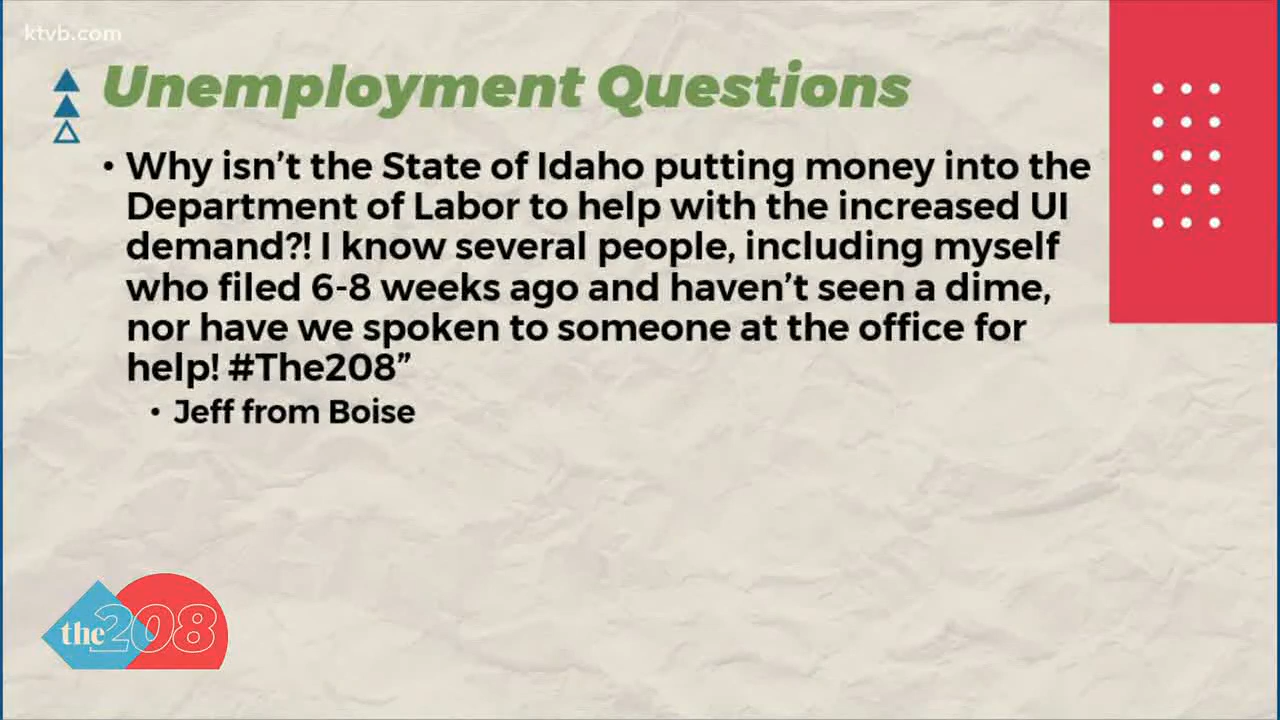 ktvb.com
Unemployment Questions
• Why isn’t the State of Idaho putting money into the
Department of Labor to help with the increased UI
demand?! I know several people, including myself
who filed 6-8 weeks ago and haven’t seen a dime,
nor have we spoken to someone at the office for
help! #The208”
• Jeff from Boise
the 208